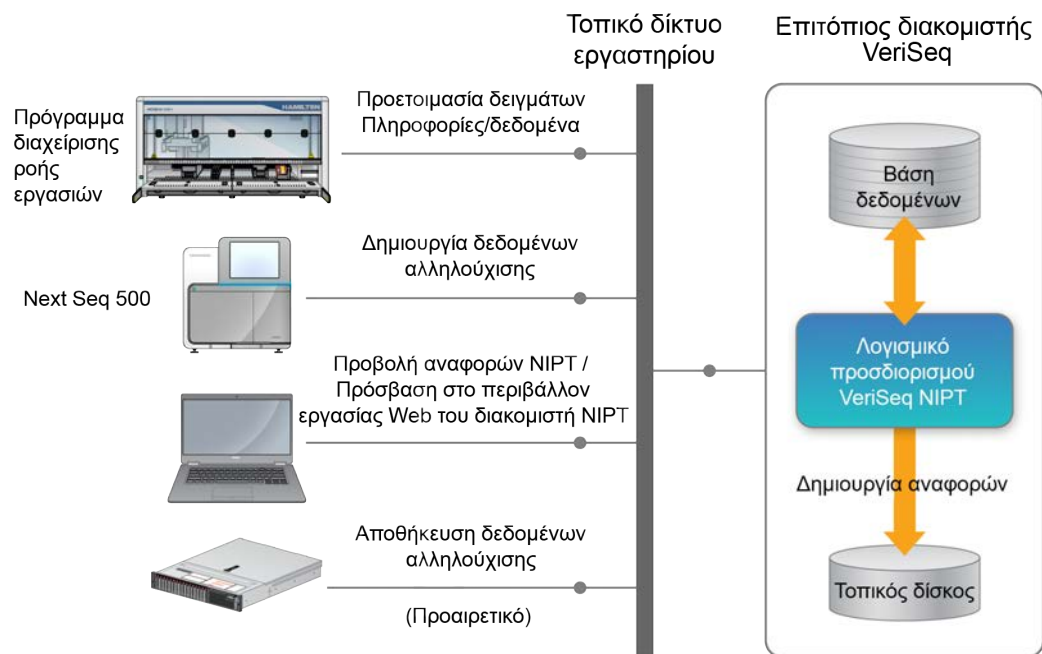 Τοπικό δίκτυο
εργαστηρίου
Επιτόπιος διακομιστής
VeriSeq
Πρόγραμμα
διαχείρισης
ροής
εργασιών
HAMILTON
Προετοιμασία δειγμάτων
Πληροφορίες/δεδομένα
Βάση
δεδομένων
Next Seq 500
Δημιουργία δεδομένων
αλληλούχισης
Προβολή αναφορών NIPT /
Πρόσβαση στο περιβάλλον
εργασίας Web του διακομιστή NIPT
Λογισμικό
προσδιορισμού
VeriSeq NIPT
Δημιουργία αναφορών
Αποθήκευση δεδομένων
αλληλούχισης
(Προαιρετικό)
Τοπικός δίσκος